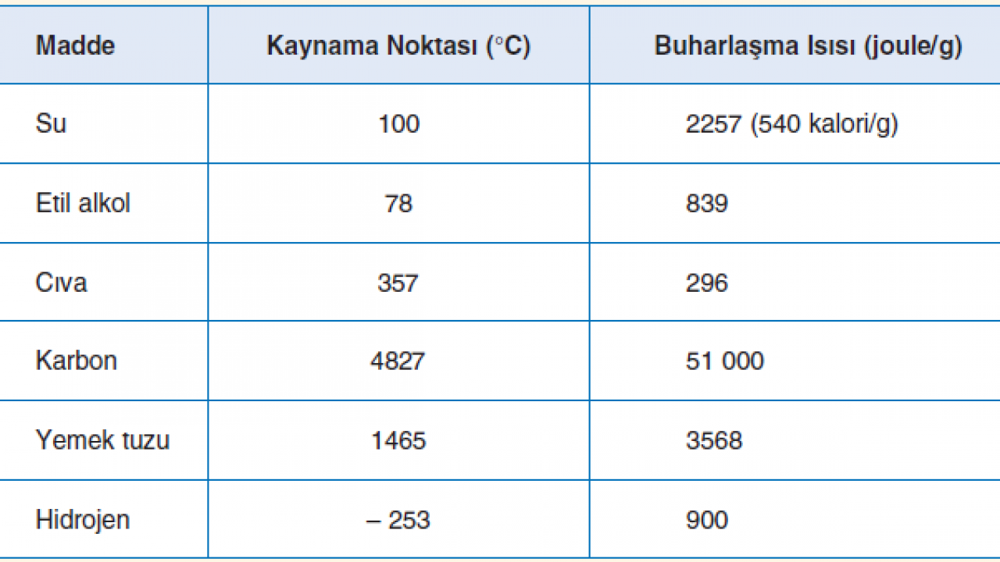 Madde Kaynama Noktası (°C) Buharlaşma Isısı (joule/g)
Su 100 2257 (540 kalori/g)
Etil alkol 78 839
Cıva 357 296
Karbon 4827 51 000
Yemek tuzu 1465 3568
Hidrojen – 253 900